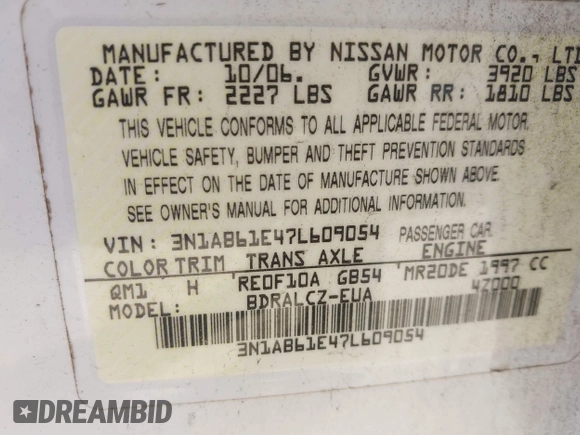 MANUFACTURED BY NISSAN MOTOR CO., LTD
DATE: 10/06. GVWR: 3920 LBS
GAWR FR: 2227 LBS GAWR RR: 1810 LBS
THIS VEHICLE CONFORMS TO ALL APPLICABLE FEDERAL MOTOR
VEHICLE SAFETY, BUMPER AND THEFT PREVENTION STANDARDS
IN EFFECT ON THE DATE OF MANUFACTURE SHOWN ABOVE.
SEE OWNER'S MANUAL FOR ADDITIONAL INFORMATION.
VIN: 3N1AB61E47L609054 PASSENGER CAR
COLOR TRIM TRANS AXLE ENGINE
QM1 H RE0F10A GB54 MR20DE 1997 CC
MODEL: BDRALCZ-EUA 4Z000
3N1AB61E47L609054
DREAMBID